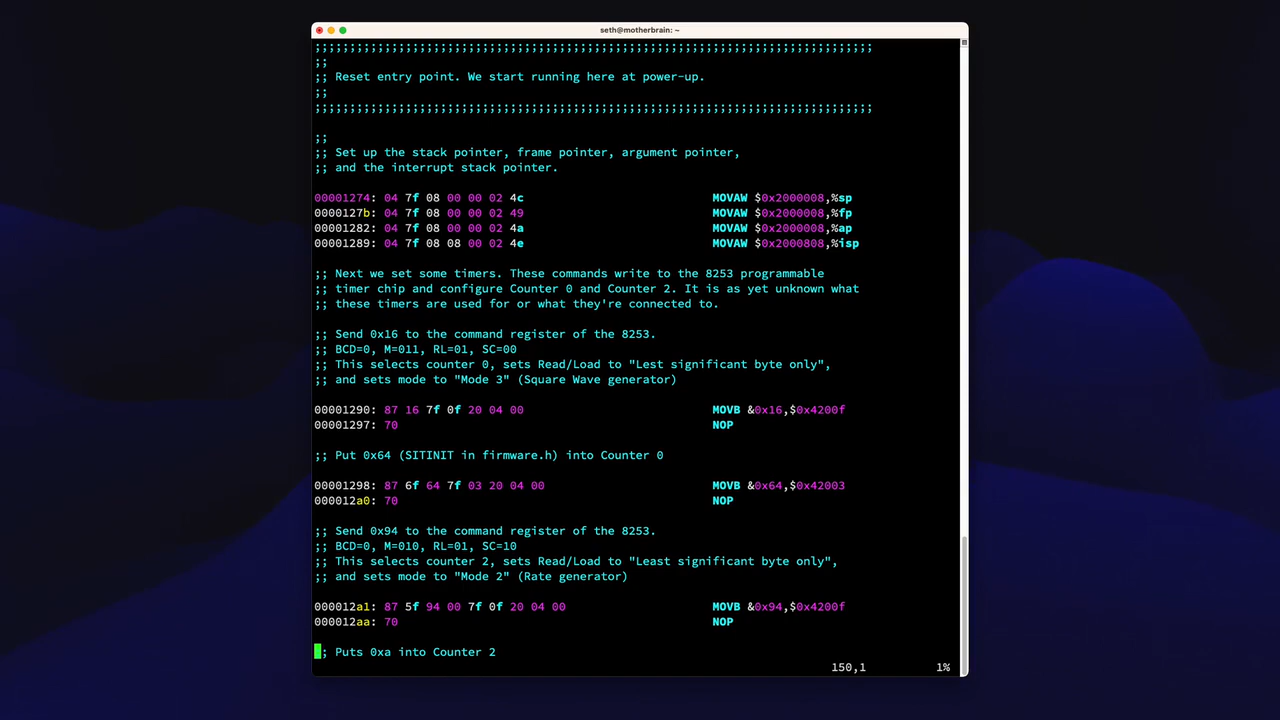 seth@motherbrain: ~
;;;;;;;;;;;;;;;;;;;;;;;;;;;;;;;;;;;;;;;;;;;;;;;;;;;;;;;;;;;;;;;;;;;;;;;;;;;;;;;;
;;
;; Reset entry point. We start running here at power-up.
;;
;;;;;;;;;;;;;;;;;;;;;;;;;;;;;;;;;;;;;;;;;;;;;;;;;;;;;;;;;;;;;;;;;;;;;;;;;;;;;;;;
;;
;; Set up the stack pointer, frame pointer, argument pointer,
;; and the interrupt stack pointer.
00001274: 04 7f 08 00 00 02 4c MOVAW $0x2000008,%sp
0000127b: 04 7f 08 00 00 02 49 MOVAW $0x2000008,%fp
00001282: 04 7f 08 00 00 02 4a MOVAW $0x2000008,%ap
00001289: 04 7f 08 08 00 02 4e MOVAW $0x2000808,%isp
;; Next we set some timers. These commands write to the 8253 programmable
;; timer chip and configure Counter 0 and Counter 2. It is as yet unknown what
;; these timers are used for or what they're connected to.
;; Send 0x16 to the command register of the 8253.
;; BCD=0, M=011, RL=01, SC=00
;; This selects counter 0, sets Read/Load to "Lest significant byte only",
;; and sets mode to "Mode 3" (Square Wave generator)
00001290: 87 16 7f 0f 20 04 00 MOVB &0x16,$0x4200f
00001297: 70 NOP
;; Put 0x64 (SITINIT in firmware.h) into Counter 0
00001298: 87 6f 64 7f 03 20 04 00 MOVB &0x64,$0x42003
000012a0: 70 NOP
;; Send 0x94 to the command register of the 8253.
;; BCD=0, M=010, RL=01, SC=10
;; This selects counter 2, sets Read/Load to "Least significant byte only",
;; and sets mode to "Mode 2" (Rate generator)
000012a1: 87 5f 94 00 7f 0f 20 04 00 MOVB &0x94,$0x4200f
000012aa: 70 NOP
; Puts 0xa into Counter 2
150,1 1%